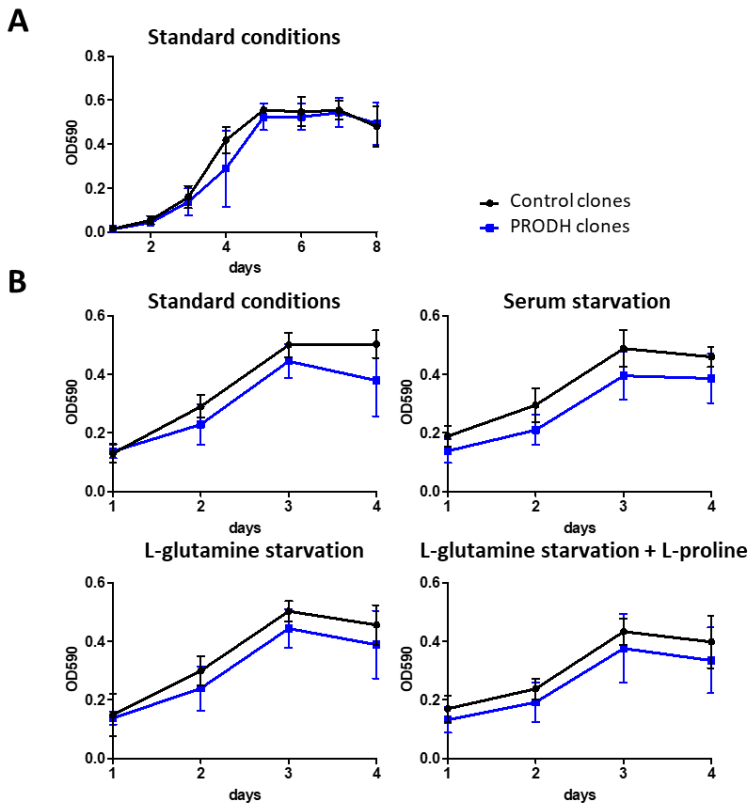 A
Standard conditions
0.8
0.6
0.4
0.2
0.0
OD590
2 4 6 8
days
Control clones
PRODH clones
B
Standard conditions
0.6
0.4
0.2
0.0
OD590
1 2 3 4
days
Serum starvation
0.6
0.4
0.2
0.0
OD590
1 2 3 4
days
L-glutamine starvation
0.6
0.4
0.2
0.0
OD590
1 2 3 4
days
L-glutamine starvation + L-proline
0.6
0.4
0.2
0.0
OD590
1 2 3 4
days